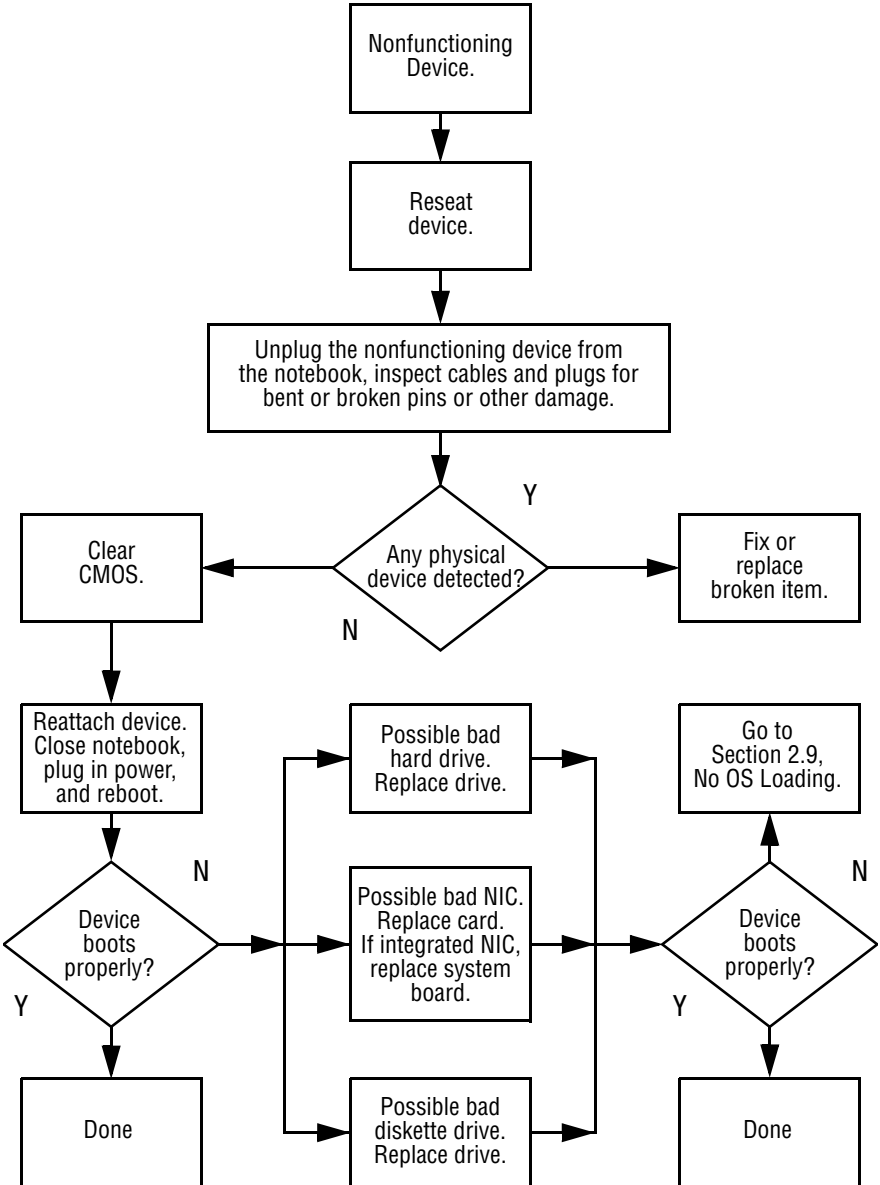 Nonfunctioning
Device.
Reseat
device.
Unplug the nonfunctioning device from
the notebook, inspect cables and plugs for
bent or broken pins or other damage.
Y
Clear
CMOS.
Any physical
device detected?
Fix or
replace
broken item.
N
Reattach device.
Close notebook,
plug in power,
and reboot.
Possible bad
hard drive.
Replace drive.
Go to
Section 2.9,
No OS Loading.
N
Device
boots
properly?
Y
Possible bad NIC.
Replace card.
If integrated NIC,
replace system
board.
N
Device
boots
properly?
Y
Done
Possible bad
diskette drive.
Replace drive.
Done